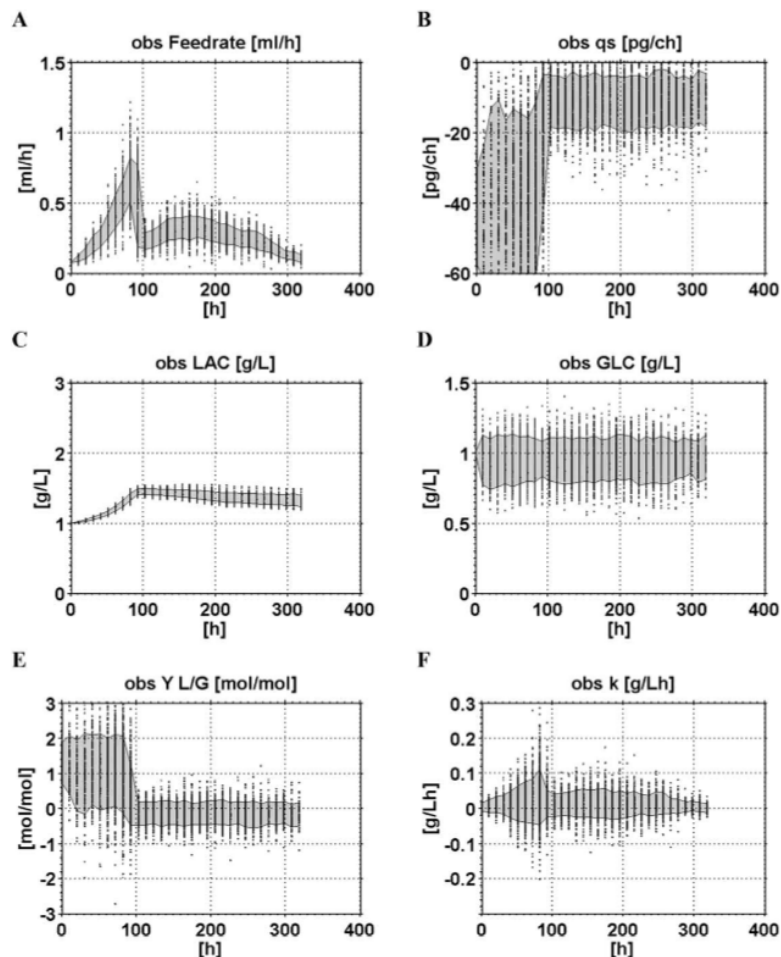 A
obs Feedrate [ml/h]
1.5
1
0.5
0
[ml/h]
0 100 200 300 400
[h]
B
obs qs [pg/ch]
0
-20
-40
-60
[pg/ch]
0 100 200 300 400
[h]
C
obs LAC [g/L]
3
2
1
0
[g/L]
0 100 200 300 400
[h]
D
obs GLC [g/L]
1.5
1
0.5
0
[g/L]
0 100 200 300 400
[h]
E
obs Y L/G [mol/mol]
3
2
1
0
-1
-2
-3
[mol/mol]
0 100 200 300 400
[h]
F
obs k [g/Lh]
0.3
0.2
0.1
0
-0.1
-0.2
[g/Lh]
0 100 200 300 400
[h]